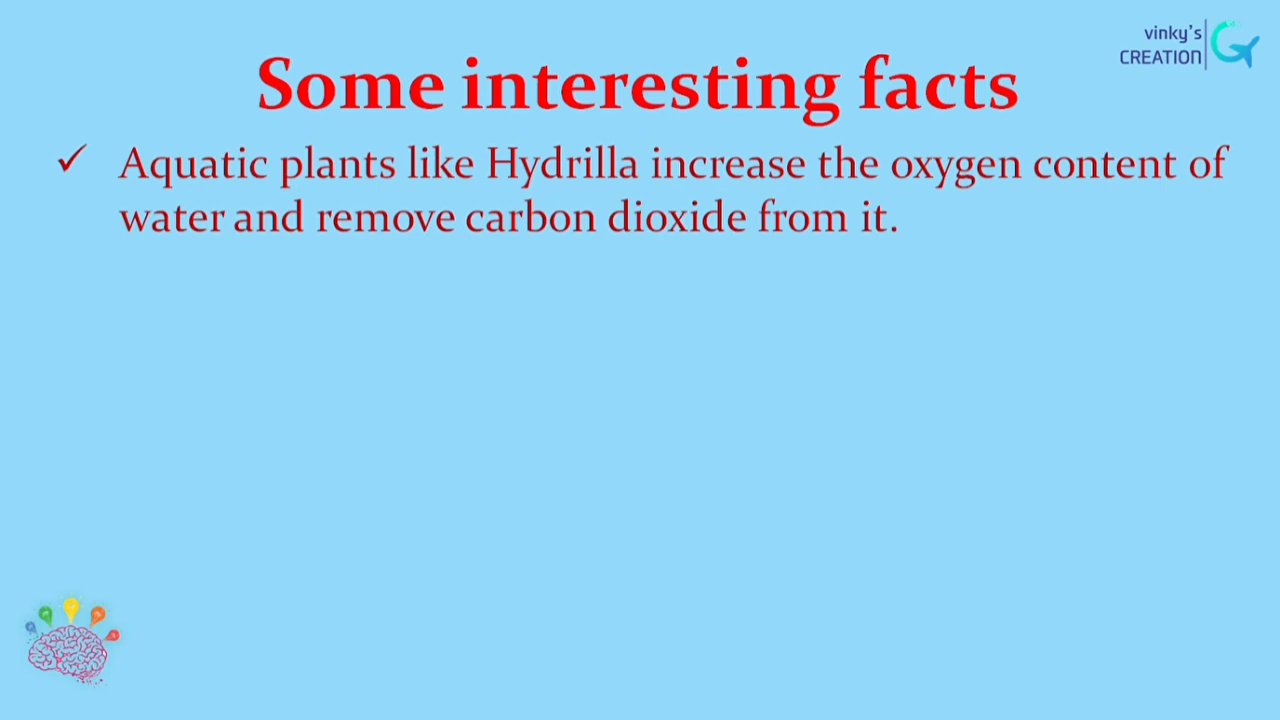 vinky's
CREATION
Some interesting facts
✓ Aquatic plants like Hydrilla increase the oxygen content of
water and remove carbon dioxide from it.